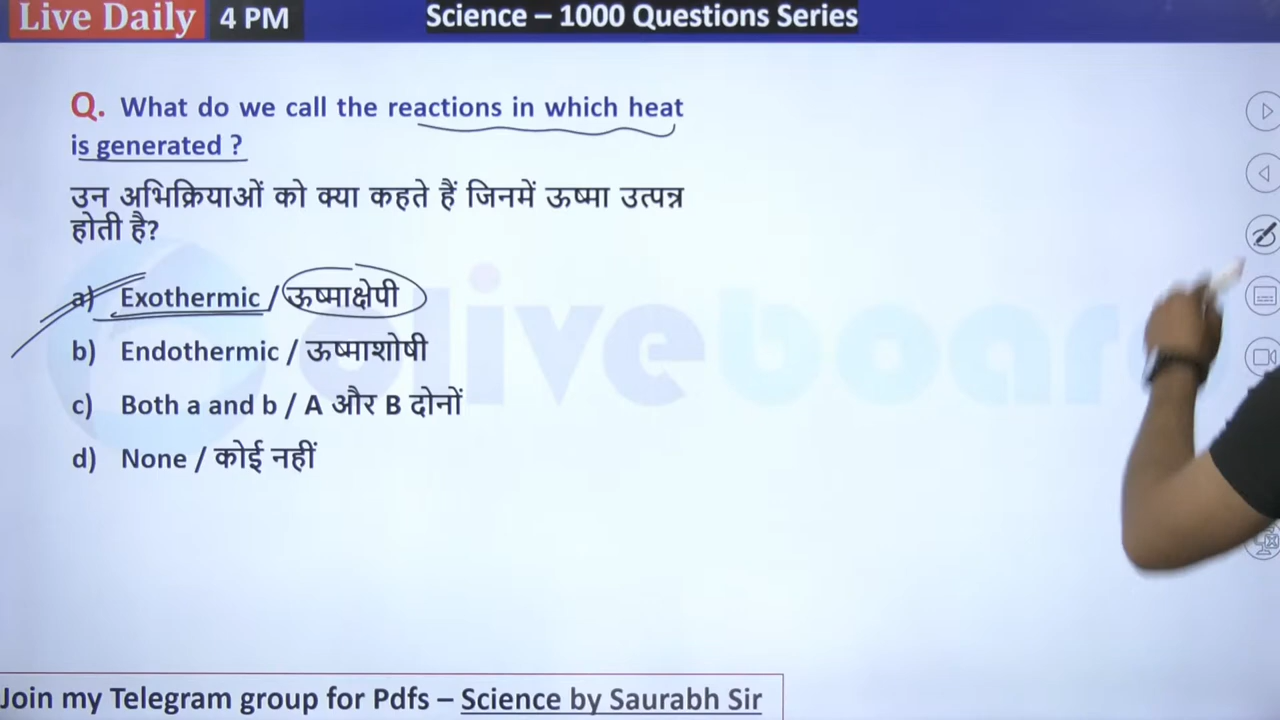 Live Daily 4 PM Science – 1000 Questions Series
Q. What do we call the reactions in which heat
is generated ?
उन अभिक्रियाओं को क्या कहते हैं जिनमें ऊष्मा उत्पन्न
होती है?
a) Exothermic / ऊष्माक्षेपी
b) Endothermic / ऊष्माशोषी
c) Both a and b / A और B दोनों
d) None / कोई नहीं
oliveboar
Join my Telegram group for Pdfs – Science by Saurabh Sir